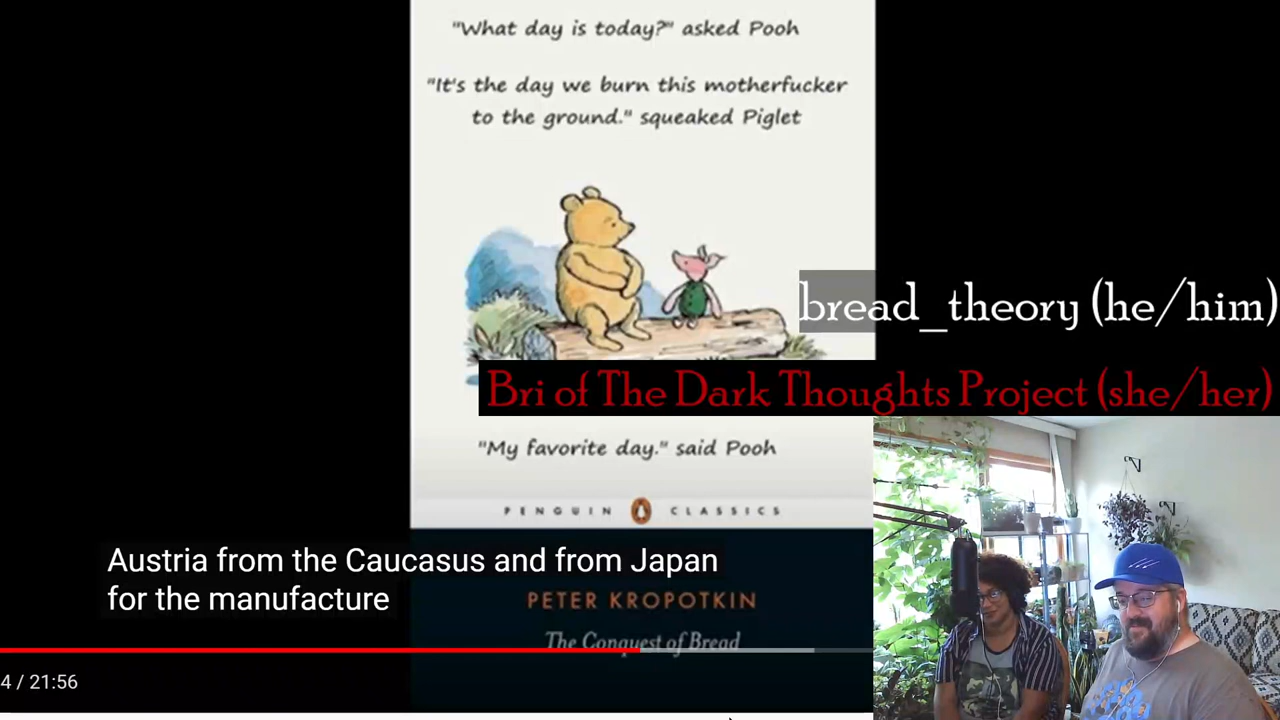 "What day is today?" asked Pooh
"It's the day we burn this motherfucker
to the ground." squeaked Piglet
bread_theory (he/him)
Bri of The Dark Thoughts Project (she/her)
"My favorite day." said Pooh
PENGUIN CLASSICS
Austria from the Caucasus and from Japan
for the manufacture
PETER KROPOTKIN
The Conquest of Bread
4 / 21:56